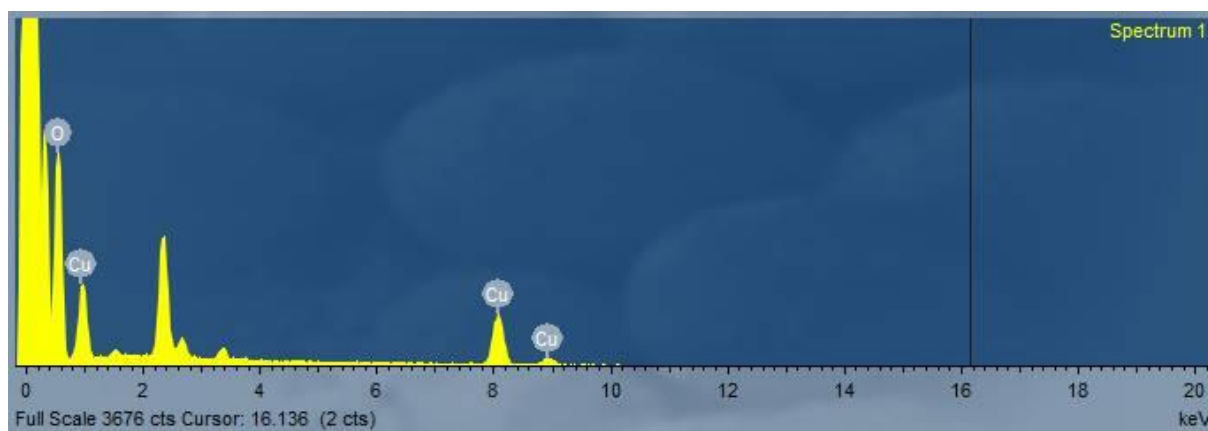 Spectrum 1
O
Cu
Cu
Cu
0 2 4 6 8 10 12 14 16 18 20
Full Scale 3676 cts Cursor: 16.136 (2 cts) keV